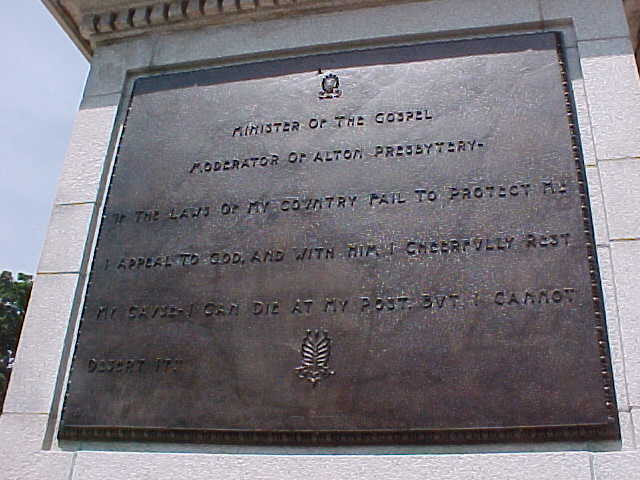 MINISTER OF THE GOSPEL
MODERATOR OF ALTON PRESBYTERY-
"IF THE LAWS OF MY COUNTRY FAIL TO PROTECT ME
I APPEAL TO GOD, AND WITH HIM I CHEERFULLY REST
MY CAUSE-I CAN DIE AT MY POST, BUT I CANNOT
DESERT IT."